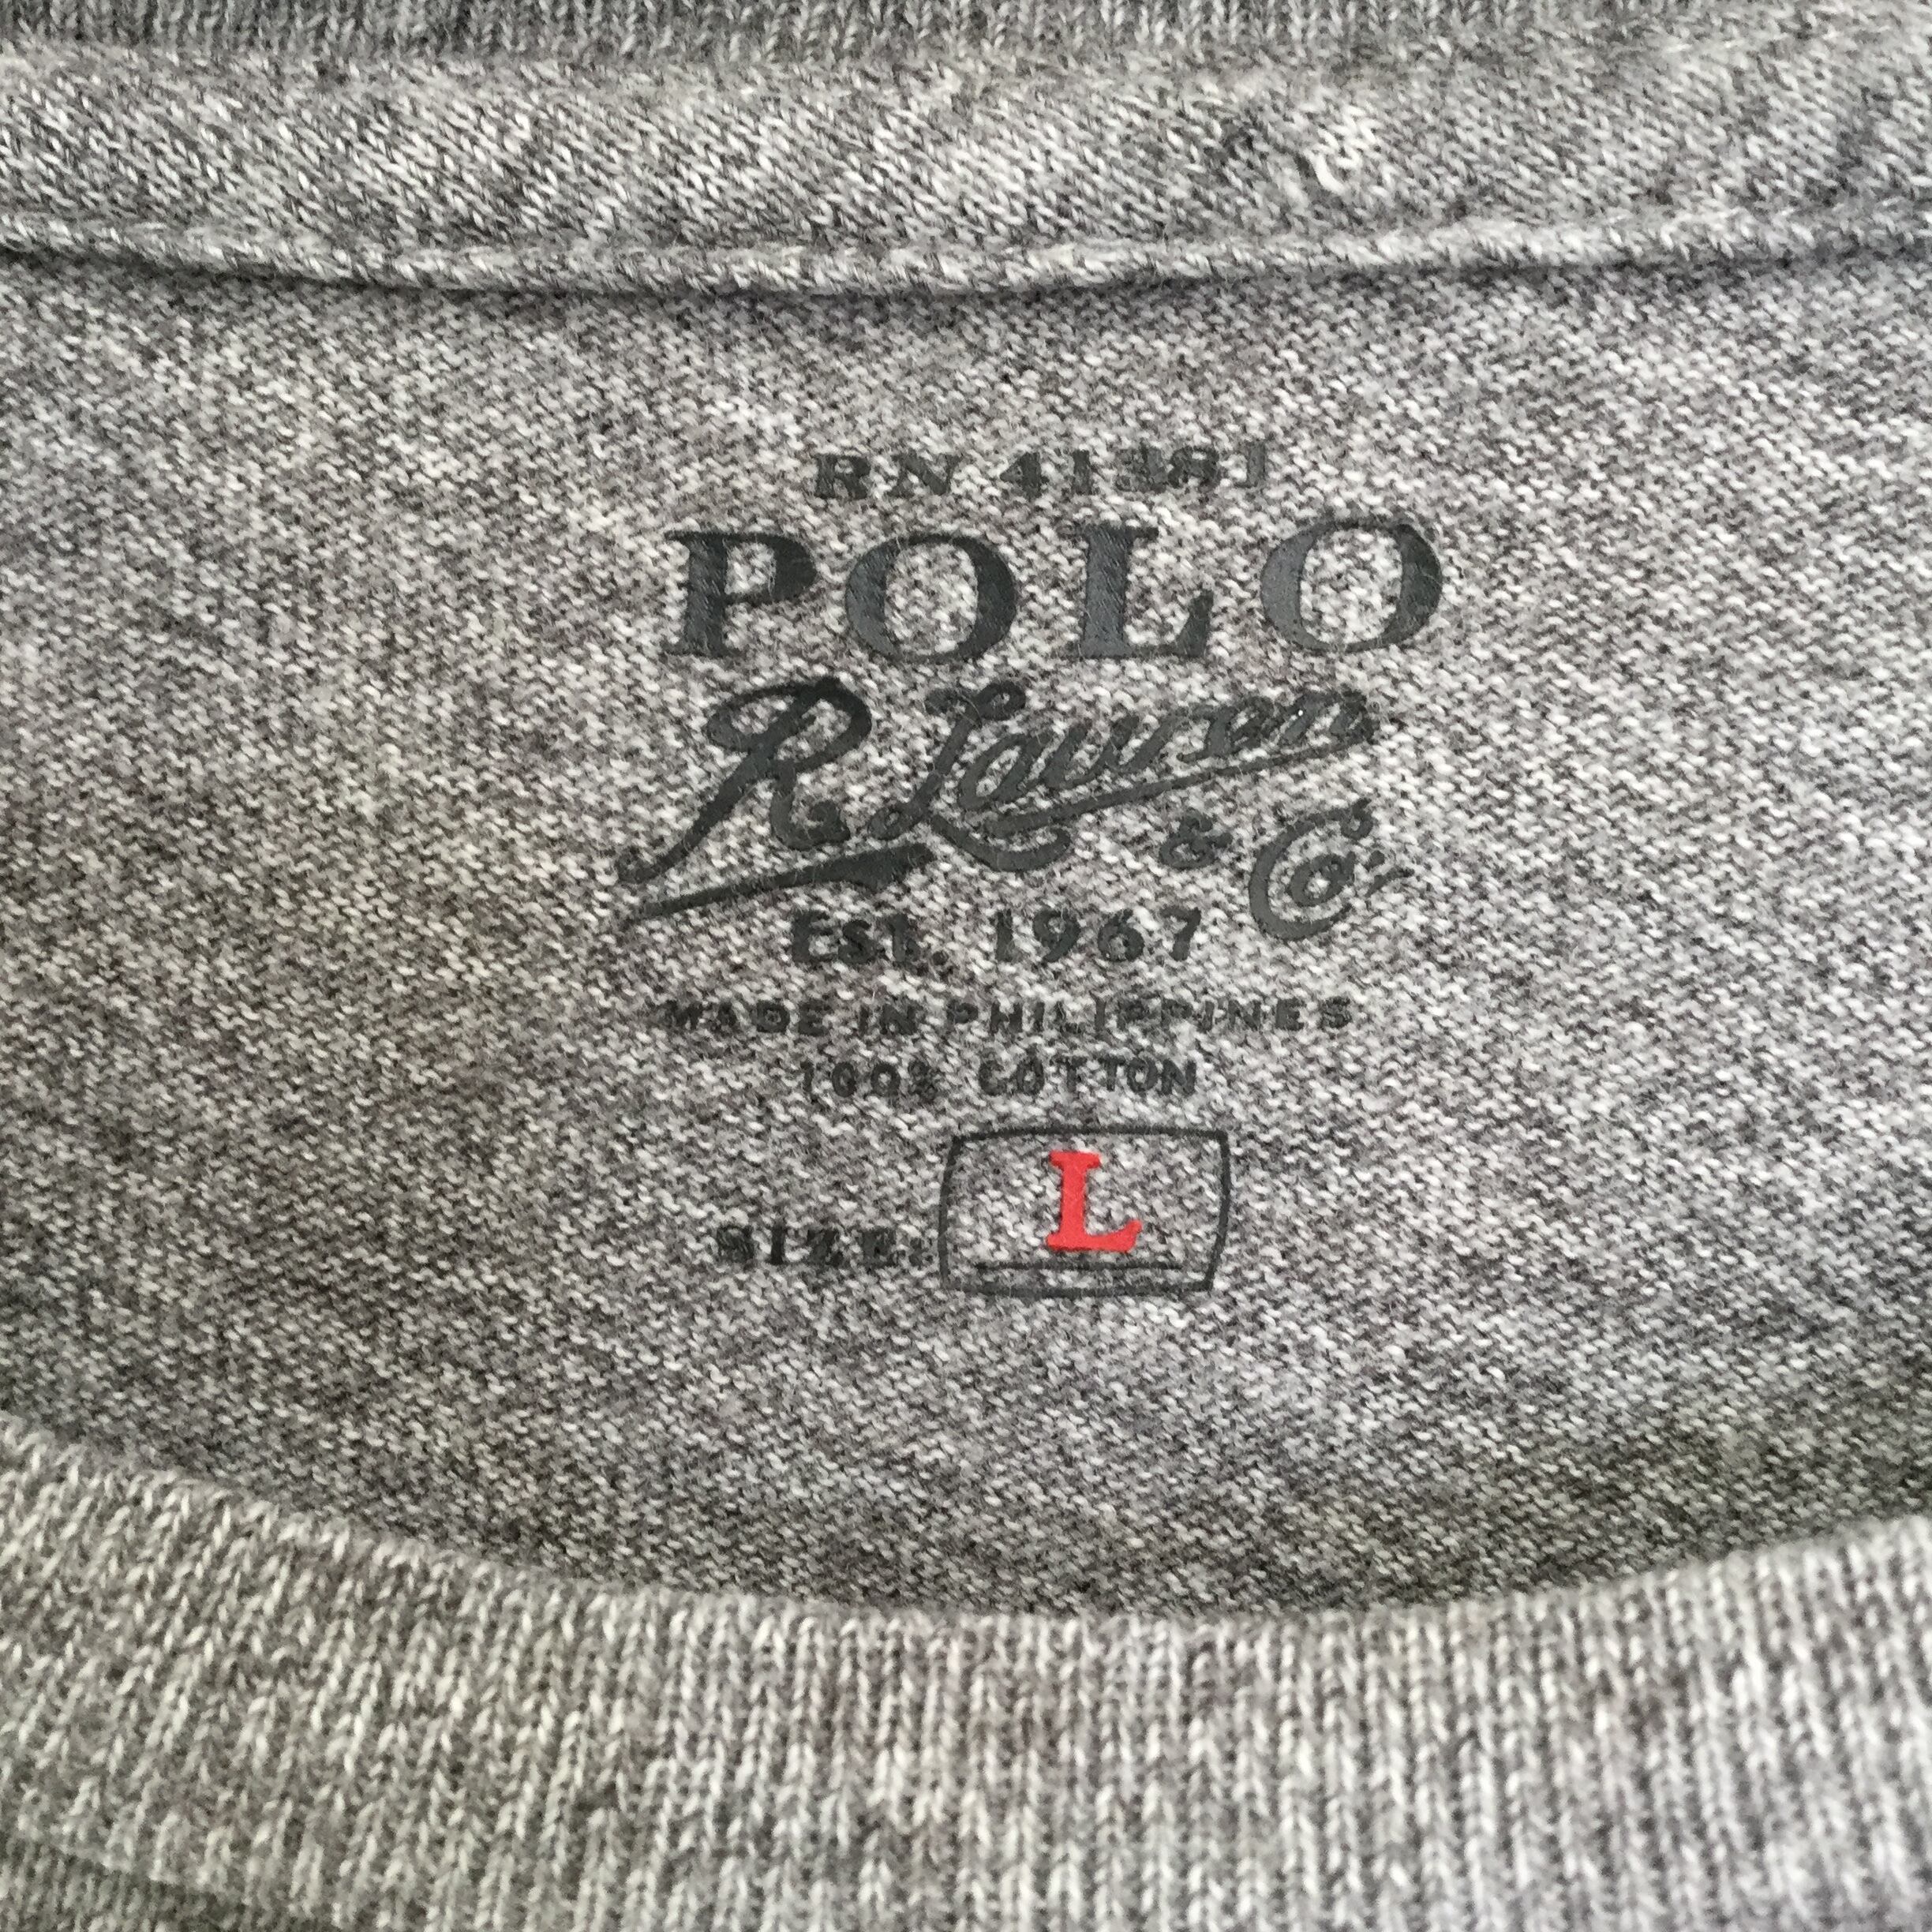 RN 41381
POLO
R. Lauren
& Co.
EST. 1967
MADE IN PHILIPPINES
100% COTTON
SIZE: L